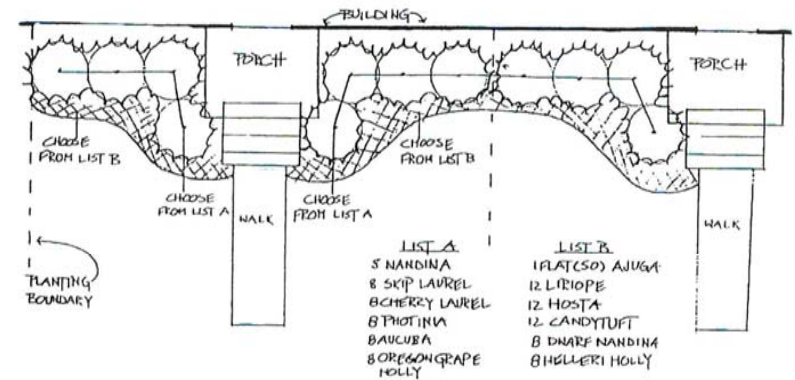 BUILDING
PORCH
PORCH
CHOOSE
FROM LIST B
CHOOSE
FROM LIST B
CHOOSE
FROM LIST A
CHOOSE
FROM LIST A
WALK
WALK
PLANTING
BOUNDARY
LIST A
5 NANDINA
8 SKIP LAUREL
8 CHERRY LAUREL
8 PHOTINIA
8 AUCUBA
8 OREGON GRAPE
HOLLY
LIST B
1 FLAT (50) AJUGA
12 LIRIOPE
12 HOSTA
12 CANDYTUFT
8 DWARF NANDINA
8 HELLERI HOLLY